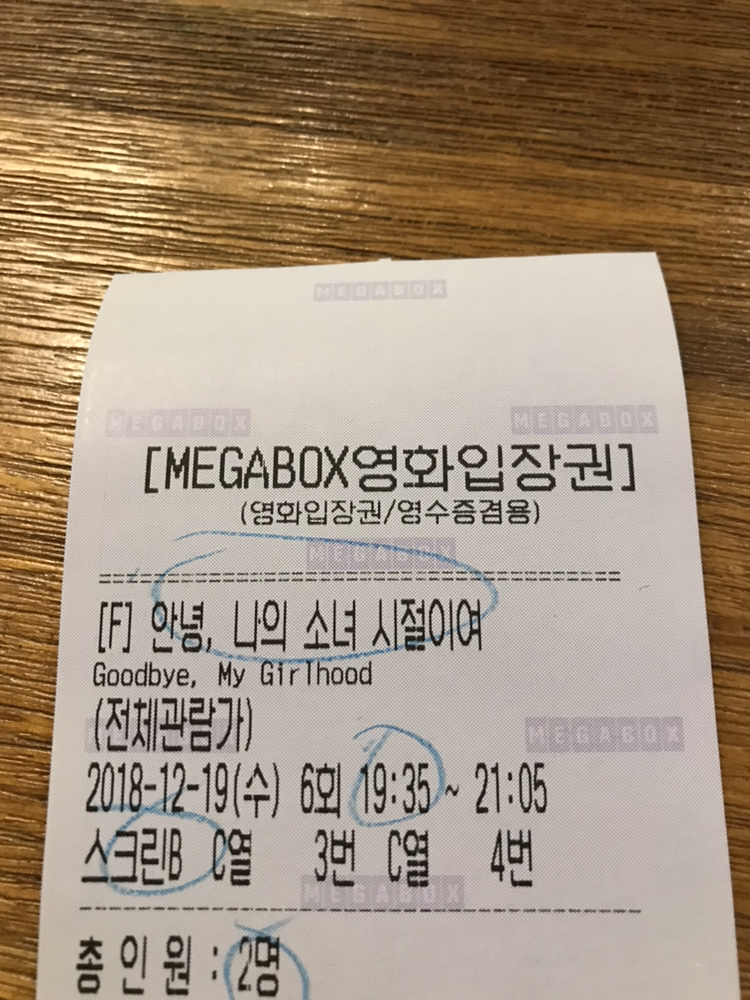 MEGABOX
MEGABOX MEGABOX
[MEGABOX영화입장권]
(영화입장권/영수증겸용)
MEGABOX
[F] 안녕, 나의 소녀 시절이여
Goodbye, My Girlhood
(전체관람가)
MEGABOX
2018-12-19(수) 6회 19:35 ~ 21:05
스크린B C열 3번 C열 4번
MEGABOX
총 인 원 : 2명